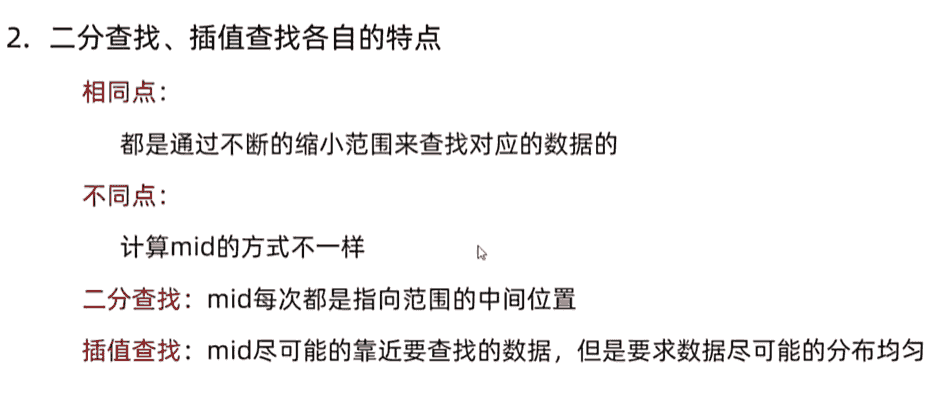 2. 二分查找、插值查找各自的特点
相同点：
都是通过不断的缩小范围来查找对应的数据的
不同点：
计算mid的方式不一样
二分查找：mid每次都是指向范围的中间位置
插值查找：mid尽可能的靠近要查找的数据，但是要求数据尽可能的分布均匀